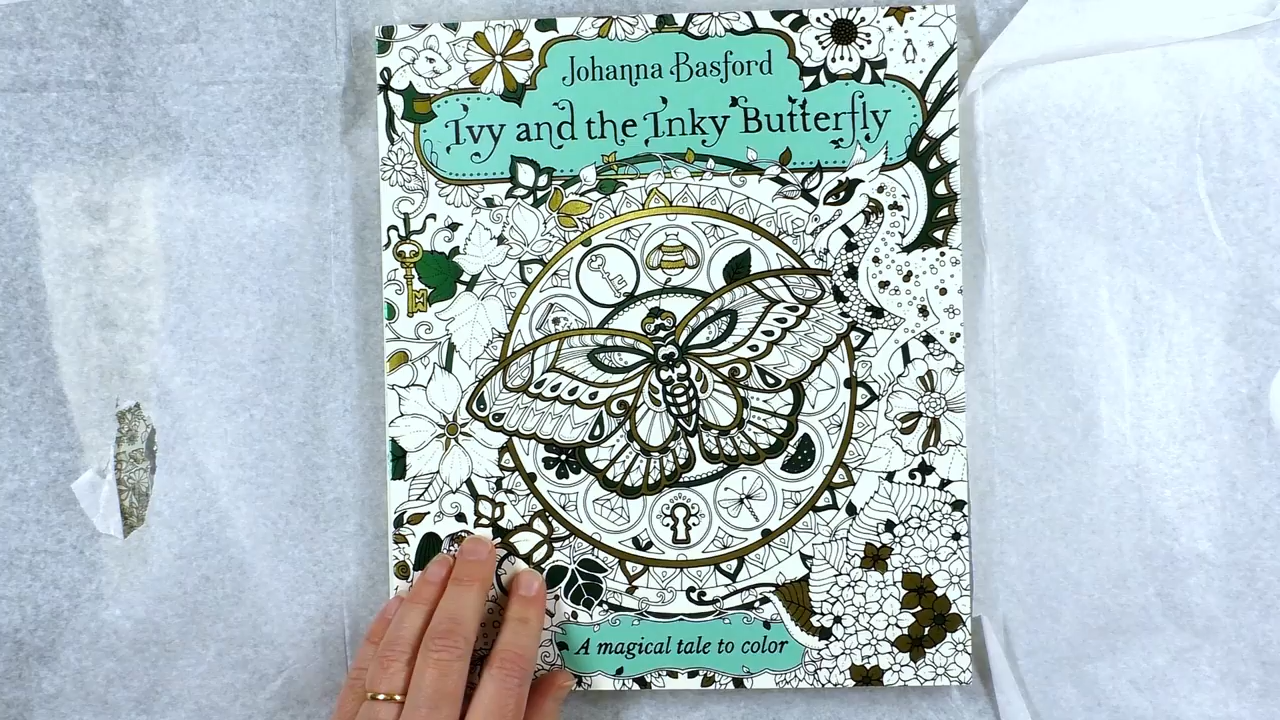 Johanna Basford
Ivy and the Inky Butterfly
A magical tale to color